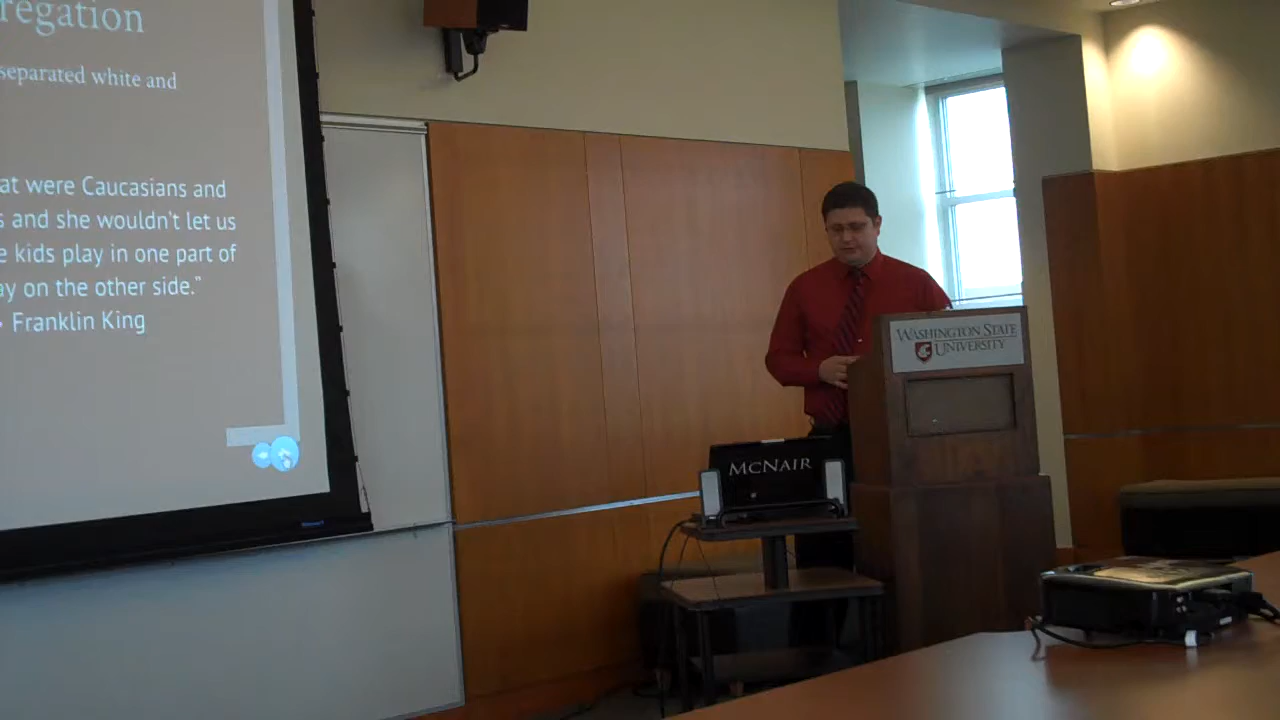 regation
separated white and
at were Caucasians and
s and she wouldn't let us
e kids play in one part of
ay on the other side."
- Franklin King
WASHINGTON STATE
UNIVERSITY
MCNAIR